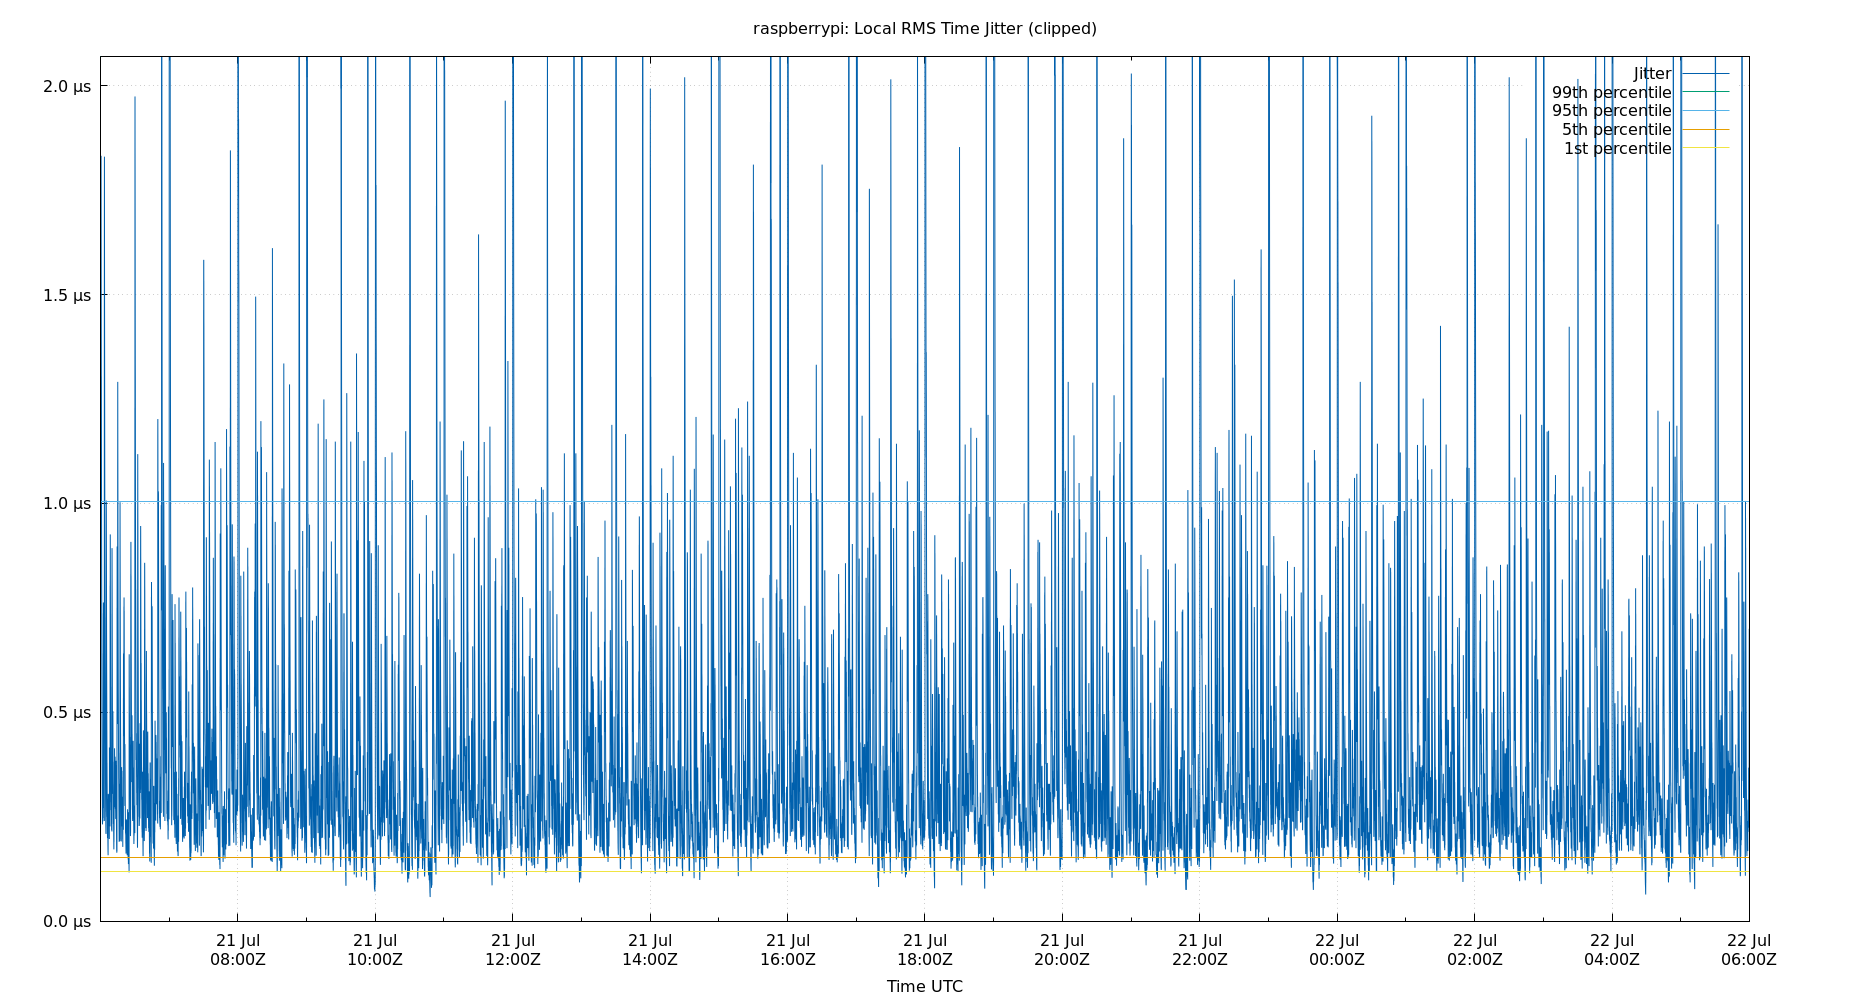 raspberrypi: Local RMS Time Jitter (clipped)
Jitter
99th percentile
95th percentile
5th percentile
1st percentile
2.0 µs
1.5 µs
1.0 µs
0.5 µs
0.0 µs
21 Jul 21 Jul 21 Jul 21 Jul 21 Jul 21 Jul 21 Jul 21 Jul 22 Jul 22 Jul 22 Jul 22 Jul
08:00Z 10:00Z 12:00Z 14:00Z 16:00Z 18:00Z 20:00Z 22:00Z 00:00Z 02:00Z 04:00Z 06:00Z
Time UTC